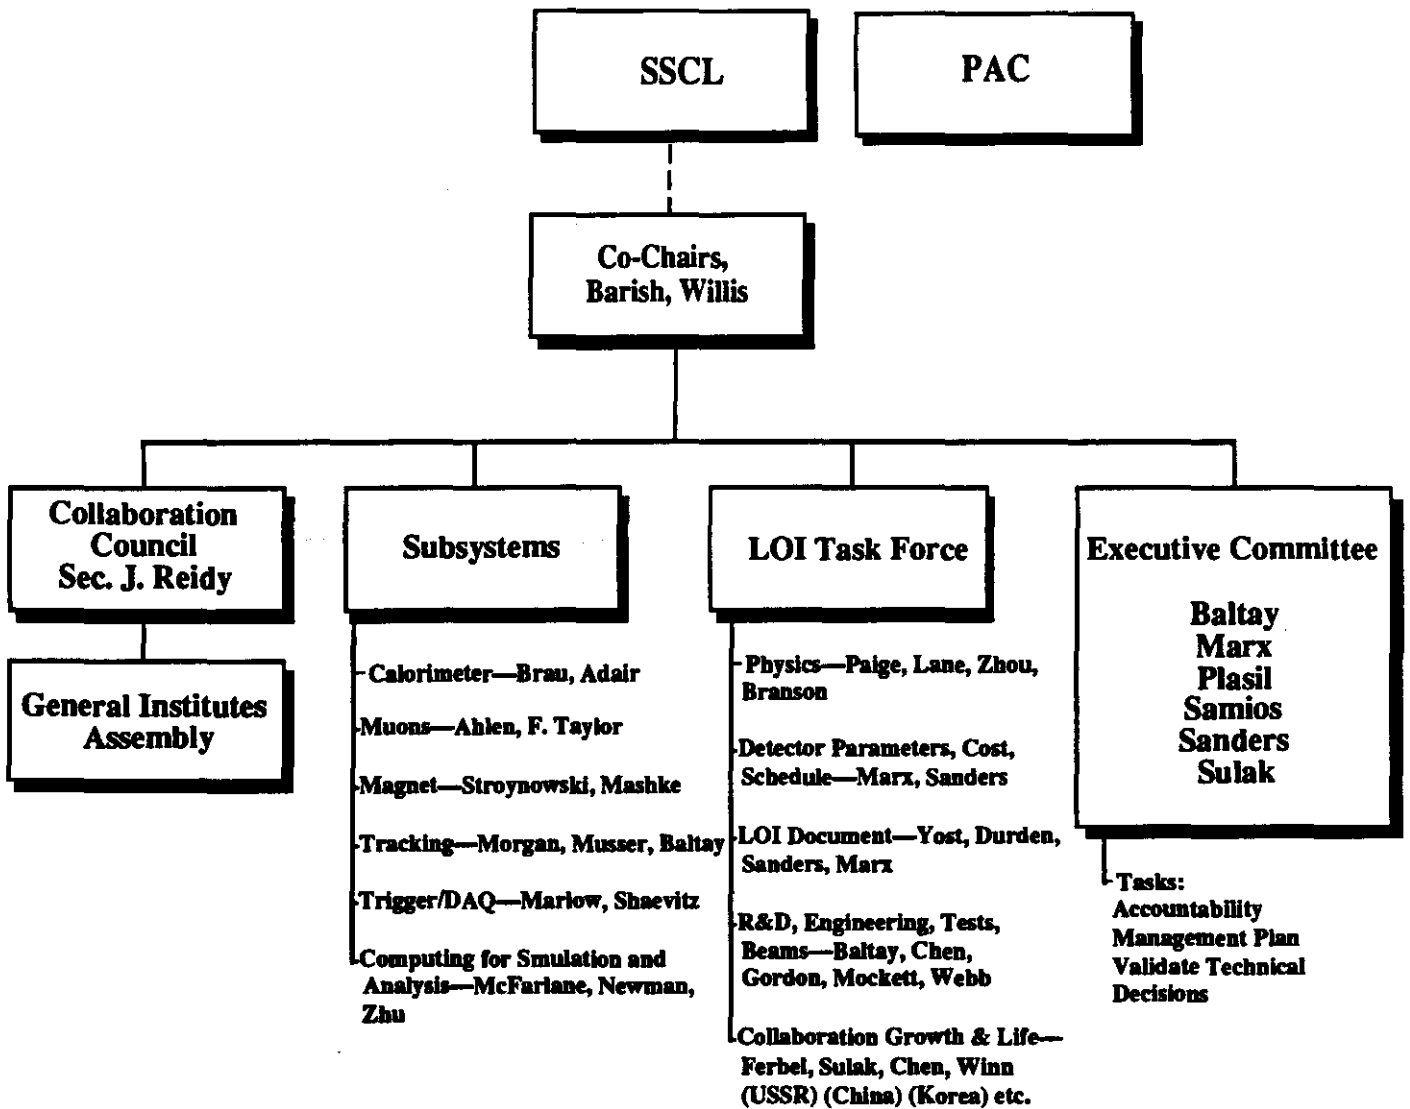 SSCL
PAC
Co-Chairs,
Barish, Willis
Collaboration
Council
Sec. J. Reidy
General Institutes
Assembly
Subsystems
Calorimeter—Brau, Adair
Muons—Ahlen, F. Taylor
Magnet—Stroynowski, Mashke
Tracking—Morgan, Musser, Baltay
Trigger/DAQ—Marlow, Shaevitz
Computing for Smulation and
Analysis—McFarlane, Newman,
Zhu
LOI Task Force
Physics—Paige, Lane, Zhou,
Branson
Detector Parameters, Cost,
Schedule—Marx, Sanders
LOI Document—Yost, Durden,
Sanders, Marx
R&D, Engineering, Tests,
Beams—Baltay, Chen,
Gordon, Mockett, Webb
Collaboration Growth & Life—
Ferbel, Sulak, Chen, Winn
(USSR) (China) (Korea) etc.
Executive Committee
Baltay
Marx
Plasil
Samios
Sanders
Sulak
Tasks:
Accountability
Management Plan
Validate Technical
Decisions